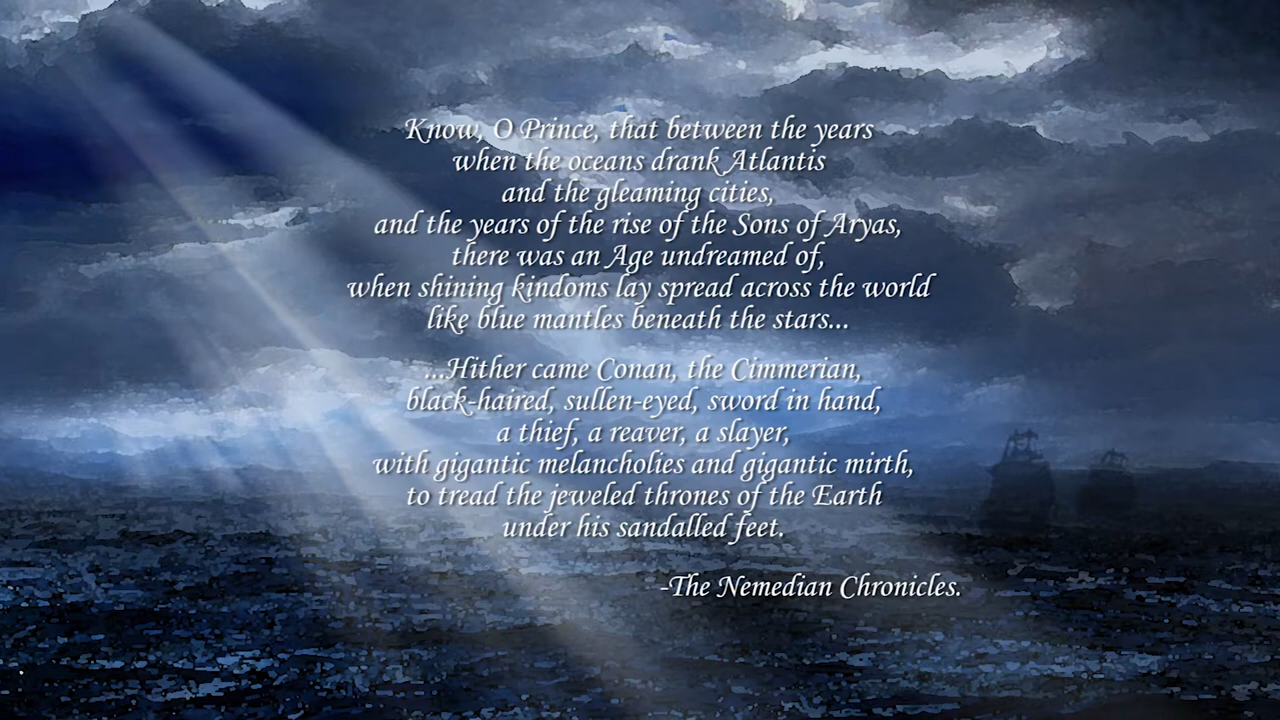 Know, O Prince, that between the years
when the oceans drank Atlantis
and the gleaming cities,
and the years of the rise of the Sons of Aryas,
there was an Age undreamed of,
when shining kindoms lay spread across the world
like blue mantles beneath the stars...
...Hither came Conan, the Cimmerian,
black-haired, sullen-eyed, sword in hand,
a thief, a reaver, a slayer,
with gigantic melancholies and gigantic mirth,
to tread the jeweled thrones of the Earth
under his sandalled feet.
-The Nemedian Chronicles.